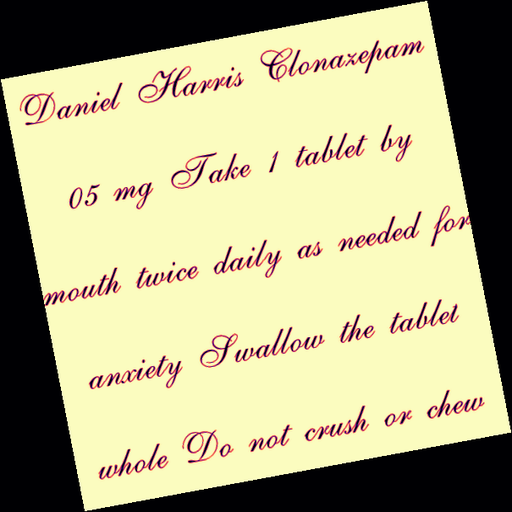 Daniel Harris Clonazepam
05 mg Take 1 tablet by
mouth twice daily as needed for
anxiety Swallow the tablet
whole Do not crush or chew